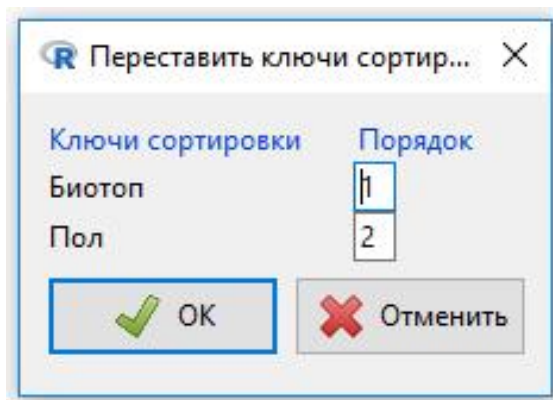 Переставить ключи сортир...
Ключи сортировки Порядок
Биотоп 1
Пол 2
OK Отменить